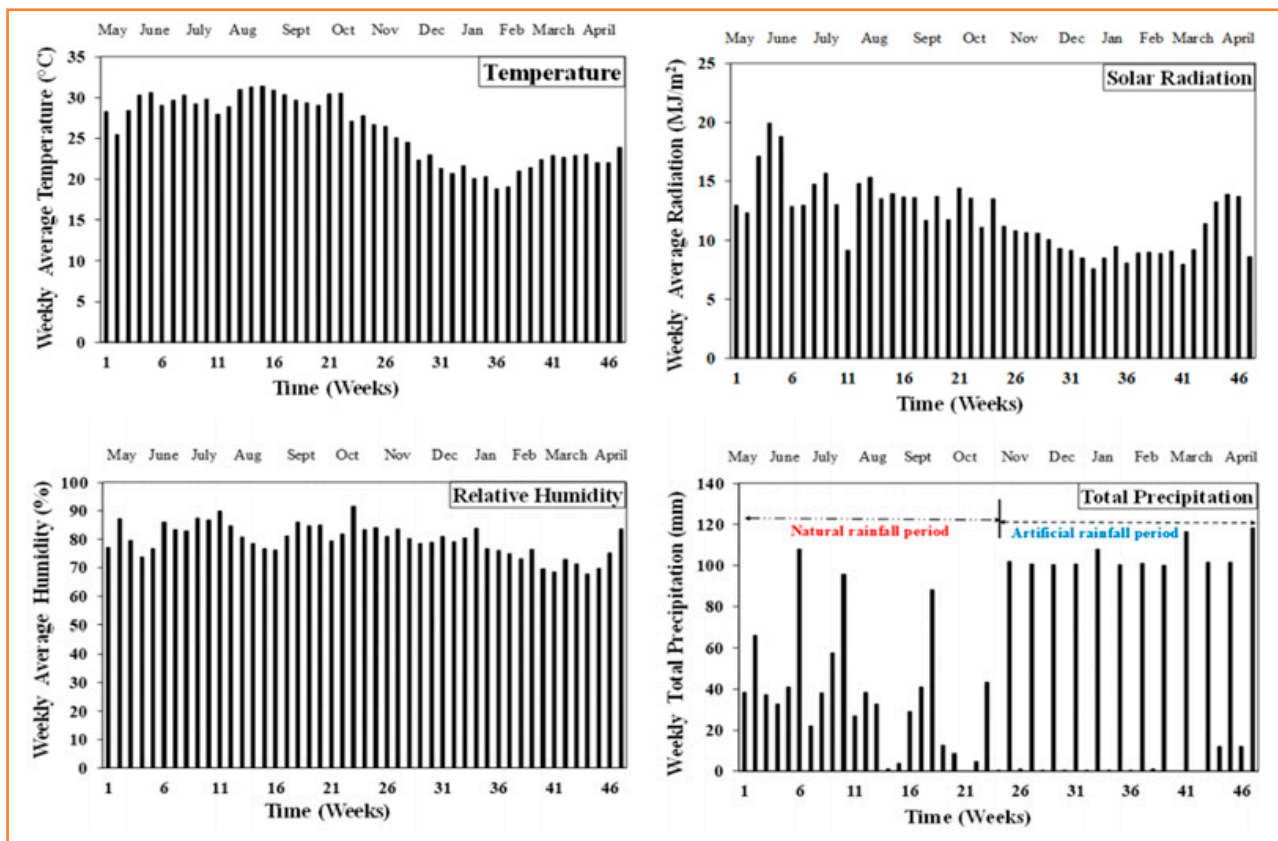 May June July Aug Sept Oct Nov Dec Jan Feb March April
Temperature
Weekly Average Temperature (°C)
35
30
25
20
15
10
5
0
1 6 11 16 21 26 31 36 41 46
Time (Weeks)
May June July Aug Sept Oct Nov Dec Jan Feb March April
Solar Radiation
Weekly Average Radiation (MJ/m²)
25
20
15
10
5
0
1 6 11 16 21 26 31 36 41 46
Time (Weeks)
May June July Aug Sept Oct Nov Dec Jan Feb March April
Relative Humidity
Weekly Average Humidity (%)
100
90
80
70
60
50
40
30
20
10
0
1 6 11 16 21 26 31 36 41 46
Time (Weeks)
May June July Aug Sept Oct Nov Dec Jan Feb March April
Total Precipitation
Weekly Total Precipitation (mm)
140
120
100
80
60
40
20
0
Natural rainfall period
Artificial rainfall period
1 6 11 16 21 26 31 36 41 46
Time (Weeks)